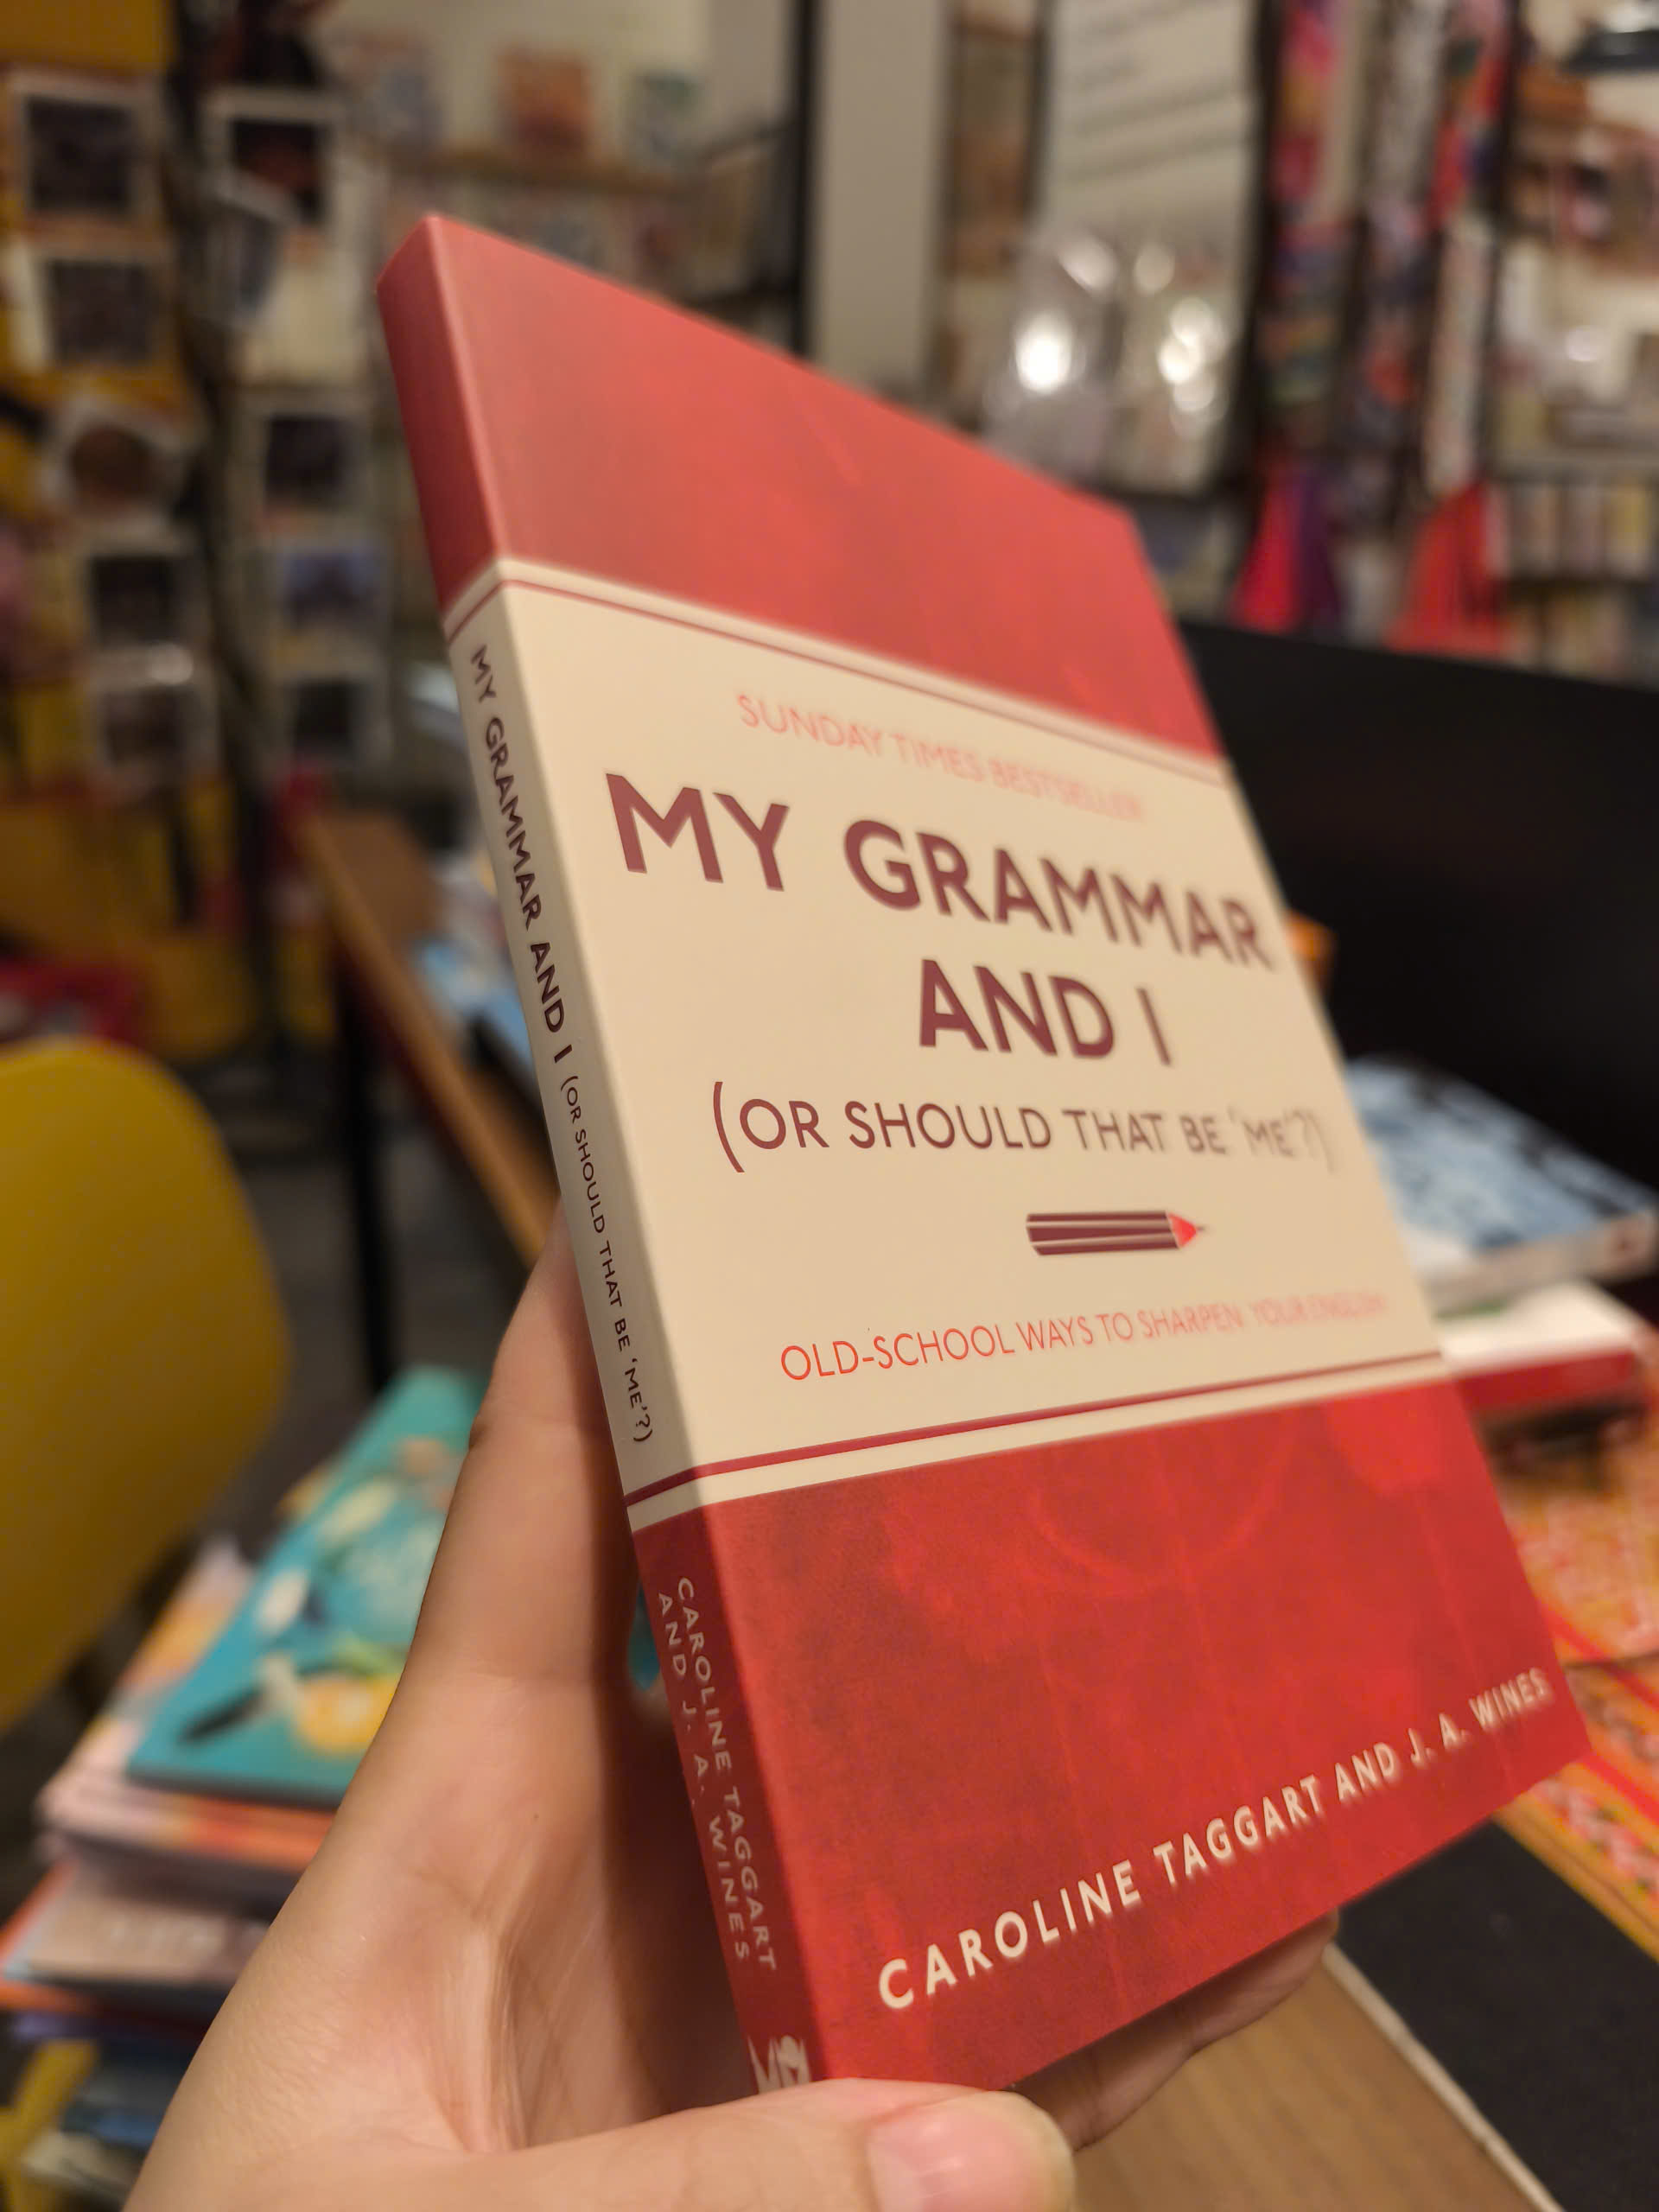 SUNDAY TIMES BESTSELLER
MY GRAMMAR
AND I
(OR SHOULD THAT BE 'ME'?)
OLD-SCHOOL WAYS TO SHARPEN YOUR ENGLISH
CAROLINE TAGGART AND J. A. WINES
MY GRAMMAR AND I (OR SHOULD THAT BE 'ME'?)
CAROLINE TAGGART
AND J. A. WINES